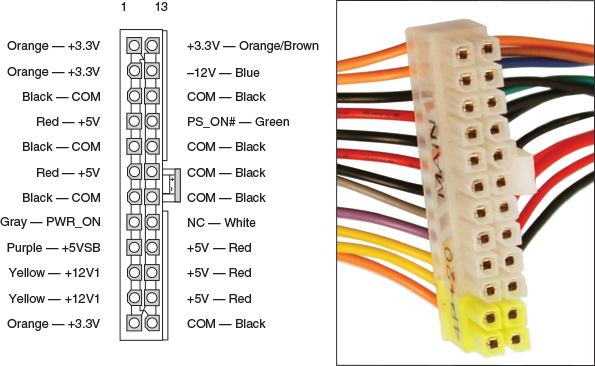 1 13
Orange — +3.3V +3.3V — Orange/Brown
Orange — +3.3V –12V — Blue
Black — COM COM — Black
Red — +5V PS_ON# — Green
Black — COM COM — Black
Red — +5V COM — Black
Black — COM COM — Black
Gray — PWR_ON NC — White
Purple — +5VSB +5V — Red
Yellow — +12V1 +5V — Red
Yellow — +12V1 +5V — Red
Orange — +3.3V COM — Black
MAIN